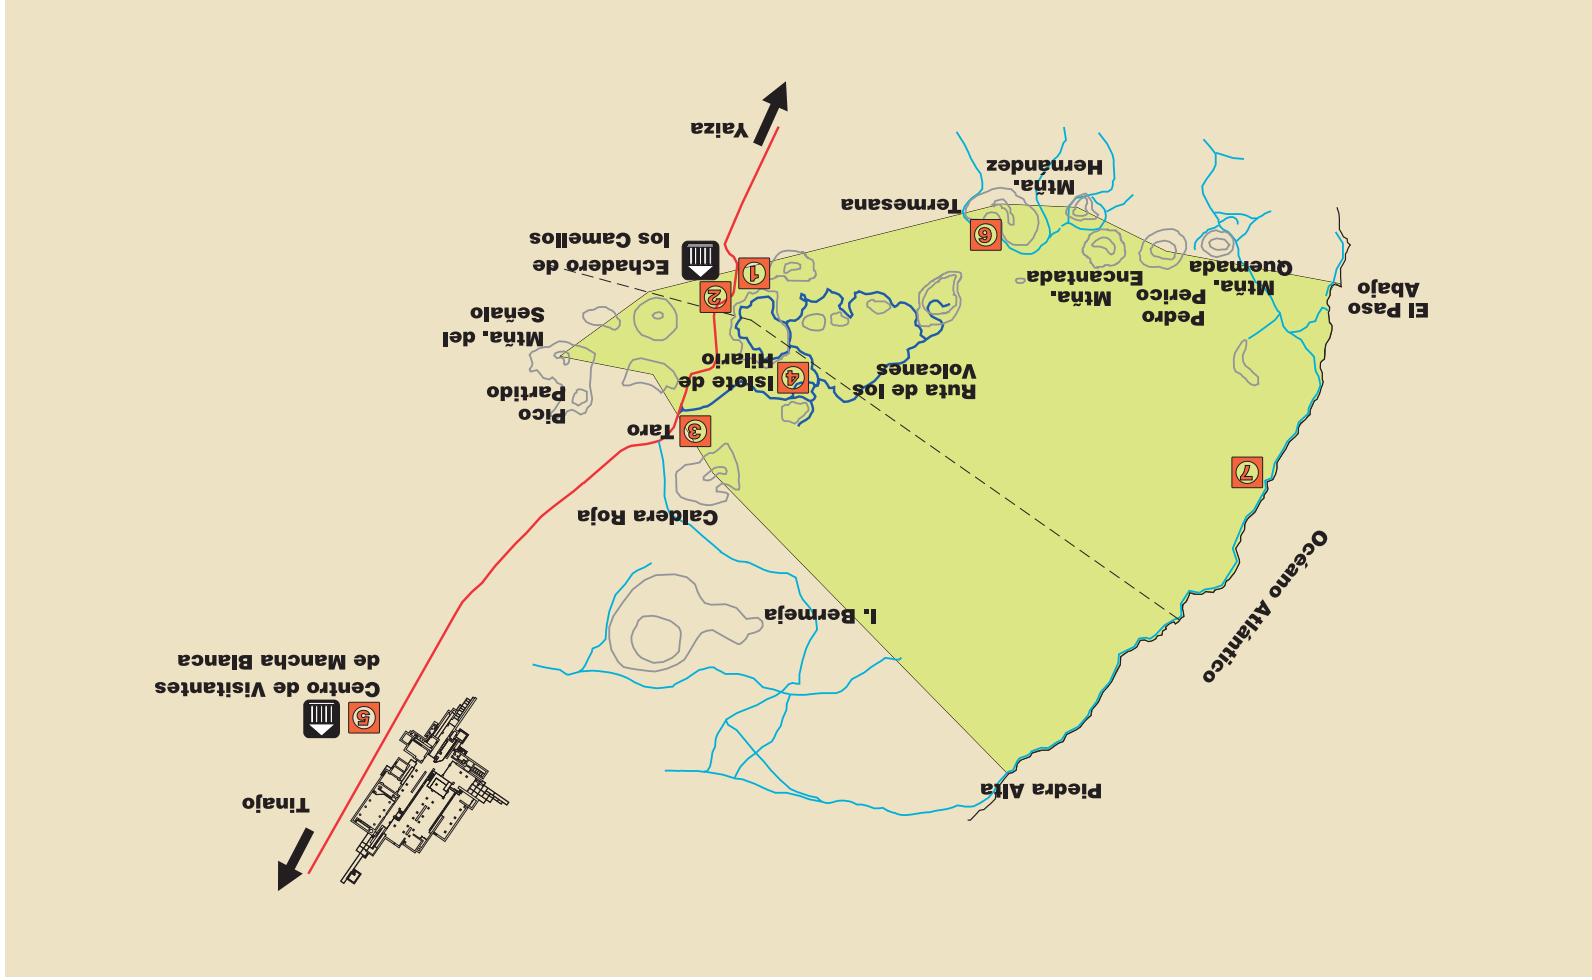 Tinajo
5
Centro de Visitantes
de Mancha Blanca
Piedra Alta
I. Bermeja
Océano Atlántico
Caldera Roja
7
3
Taro
Pico
Partido
4
Islote de
Hilario
Ruta de los
Volcanes
Mtña. del
Señalo
2
1
Echadero de
los Camellos
El Paso
Abajo
Pedro
Perico
Mtña.
Encantada
Mtña.
Quemada
6
Termesana
Mtña.
Hernández
Yaiza